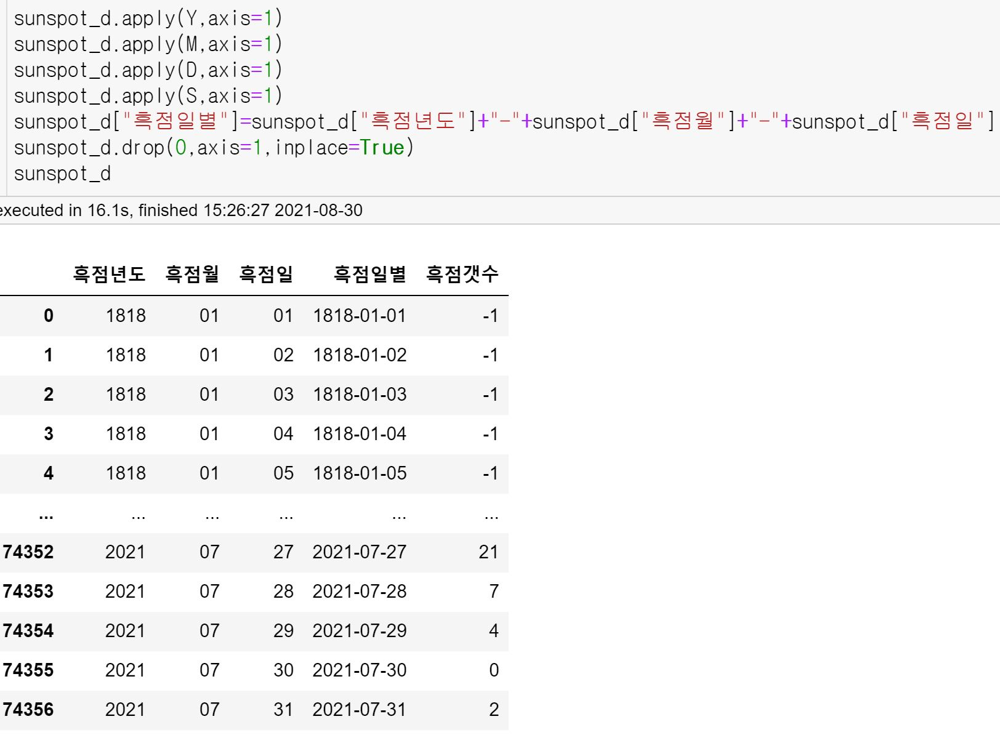 sunspot_d.apply(Y,axis=1)
sunspot_d.apply(M,axis=1)
sunspot_d.apply(D,axis=1)
sunspot_d.apply(S,axis=1)
sunspot_d["흑점일별"]=sunspot_d["흑점년도"]+"-"+sunspot_d["흑점월"]+"-"+sunspot_d["흑점일"]
sunspot_d.drop(0,axis=1,inplace=True)
sunspot_d
executed in 16.1s, finished 15:26:27 2021-08-30
흑점년도 흑점월 흑점일 흑점일별 흑점갯수
0 1818 01 01 1818-01-01 -1
1 1818 01 02 1818-01-02 -1
2 1818 01 03 1818-01-03 -1
3 1818 01 04 1818-01-04 -1
4 1818 01 05 1818-01-05 -1
... ... ... ... ... ...
74352 2021 07 27 2021-07-27 21
74353 2021 07 28 2021-07-28 7
74354 2021 07 29 2021-07-29 4
74355 2021 07 30 2021-07-30 0
74356 2021 07 31 2021-07-31 2